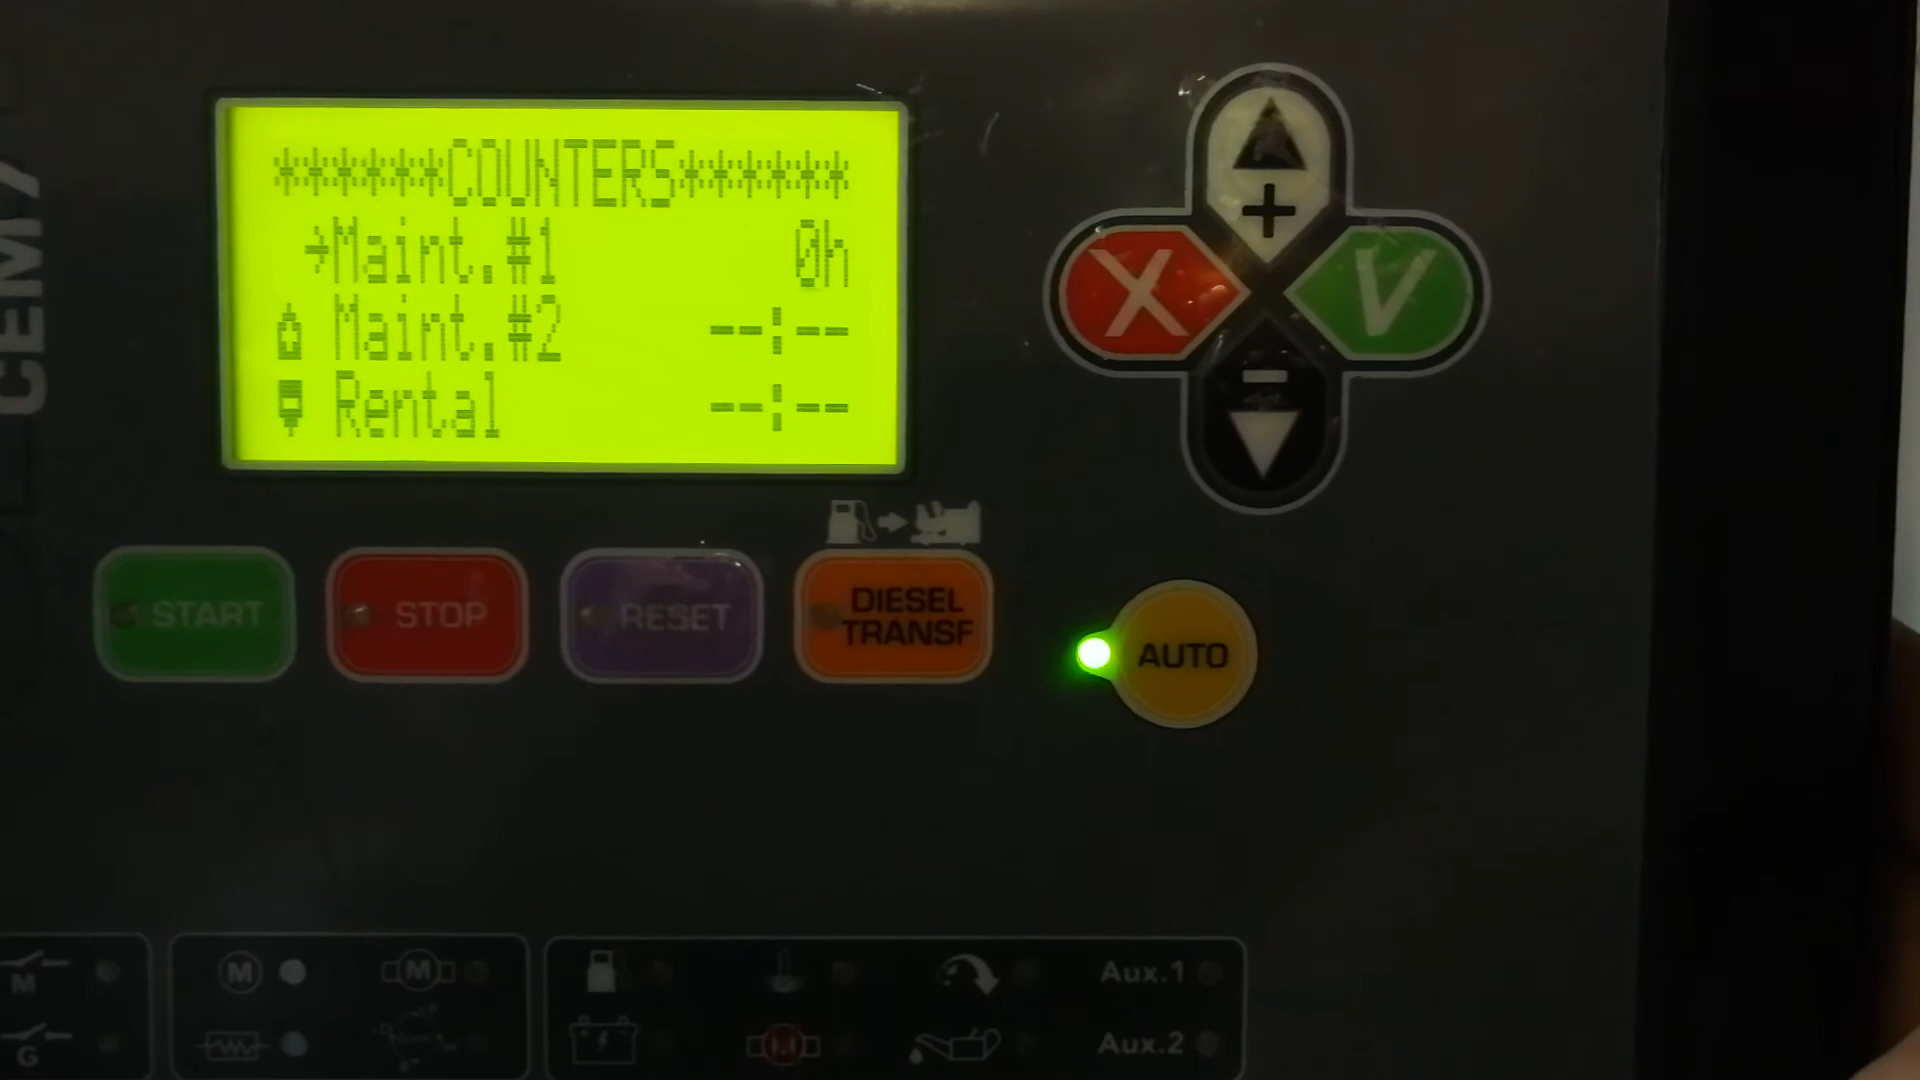 CEM7
******COUNTERS******
→Maint.#1 0h
Maint.#2 --:--
Rental --:--
X
+
V
-
START
STOP
RESET
DIESEL
TRANSF
AUTO
M
M
M
Aux.1
G
Aux.2